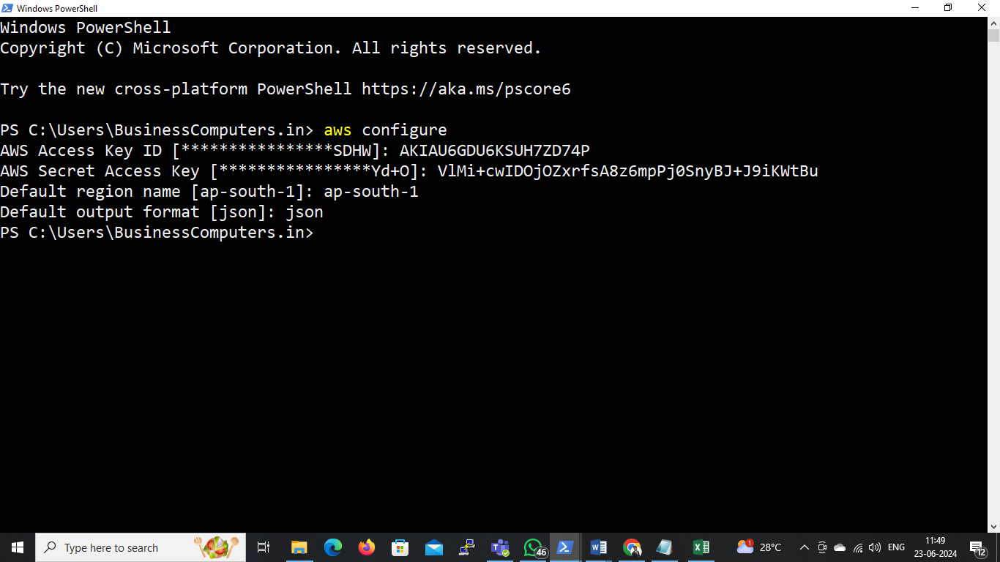 Windows PowerShell
Windows PowerShell
Copyright (C) Microsoft Corporation. All rights reserved.
Try the new cross-platform PowerShell https://aka.ms/pscore6
PS C:\Users\BusinessComputers.in> aws configure
AWS Access Key ID [****************SDHW]: AKIAU6GDU6KSUH7ZD74P
AWS Secret Access Key [****************Yd+O]: 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
Default region name [ap-south-1]: ap-south-1
Default output format [json]: json
PS C:\Users\BusinessComputers.in>
Type here to search
46
1
28°C
ENG
11:49
23-06-2024
12